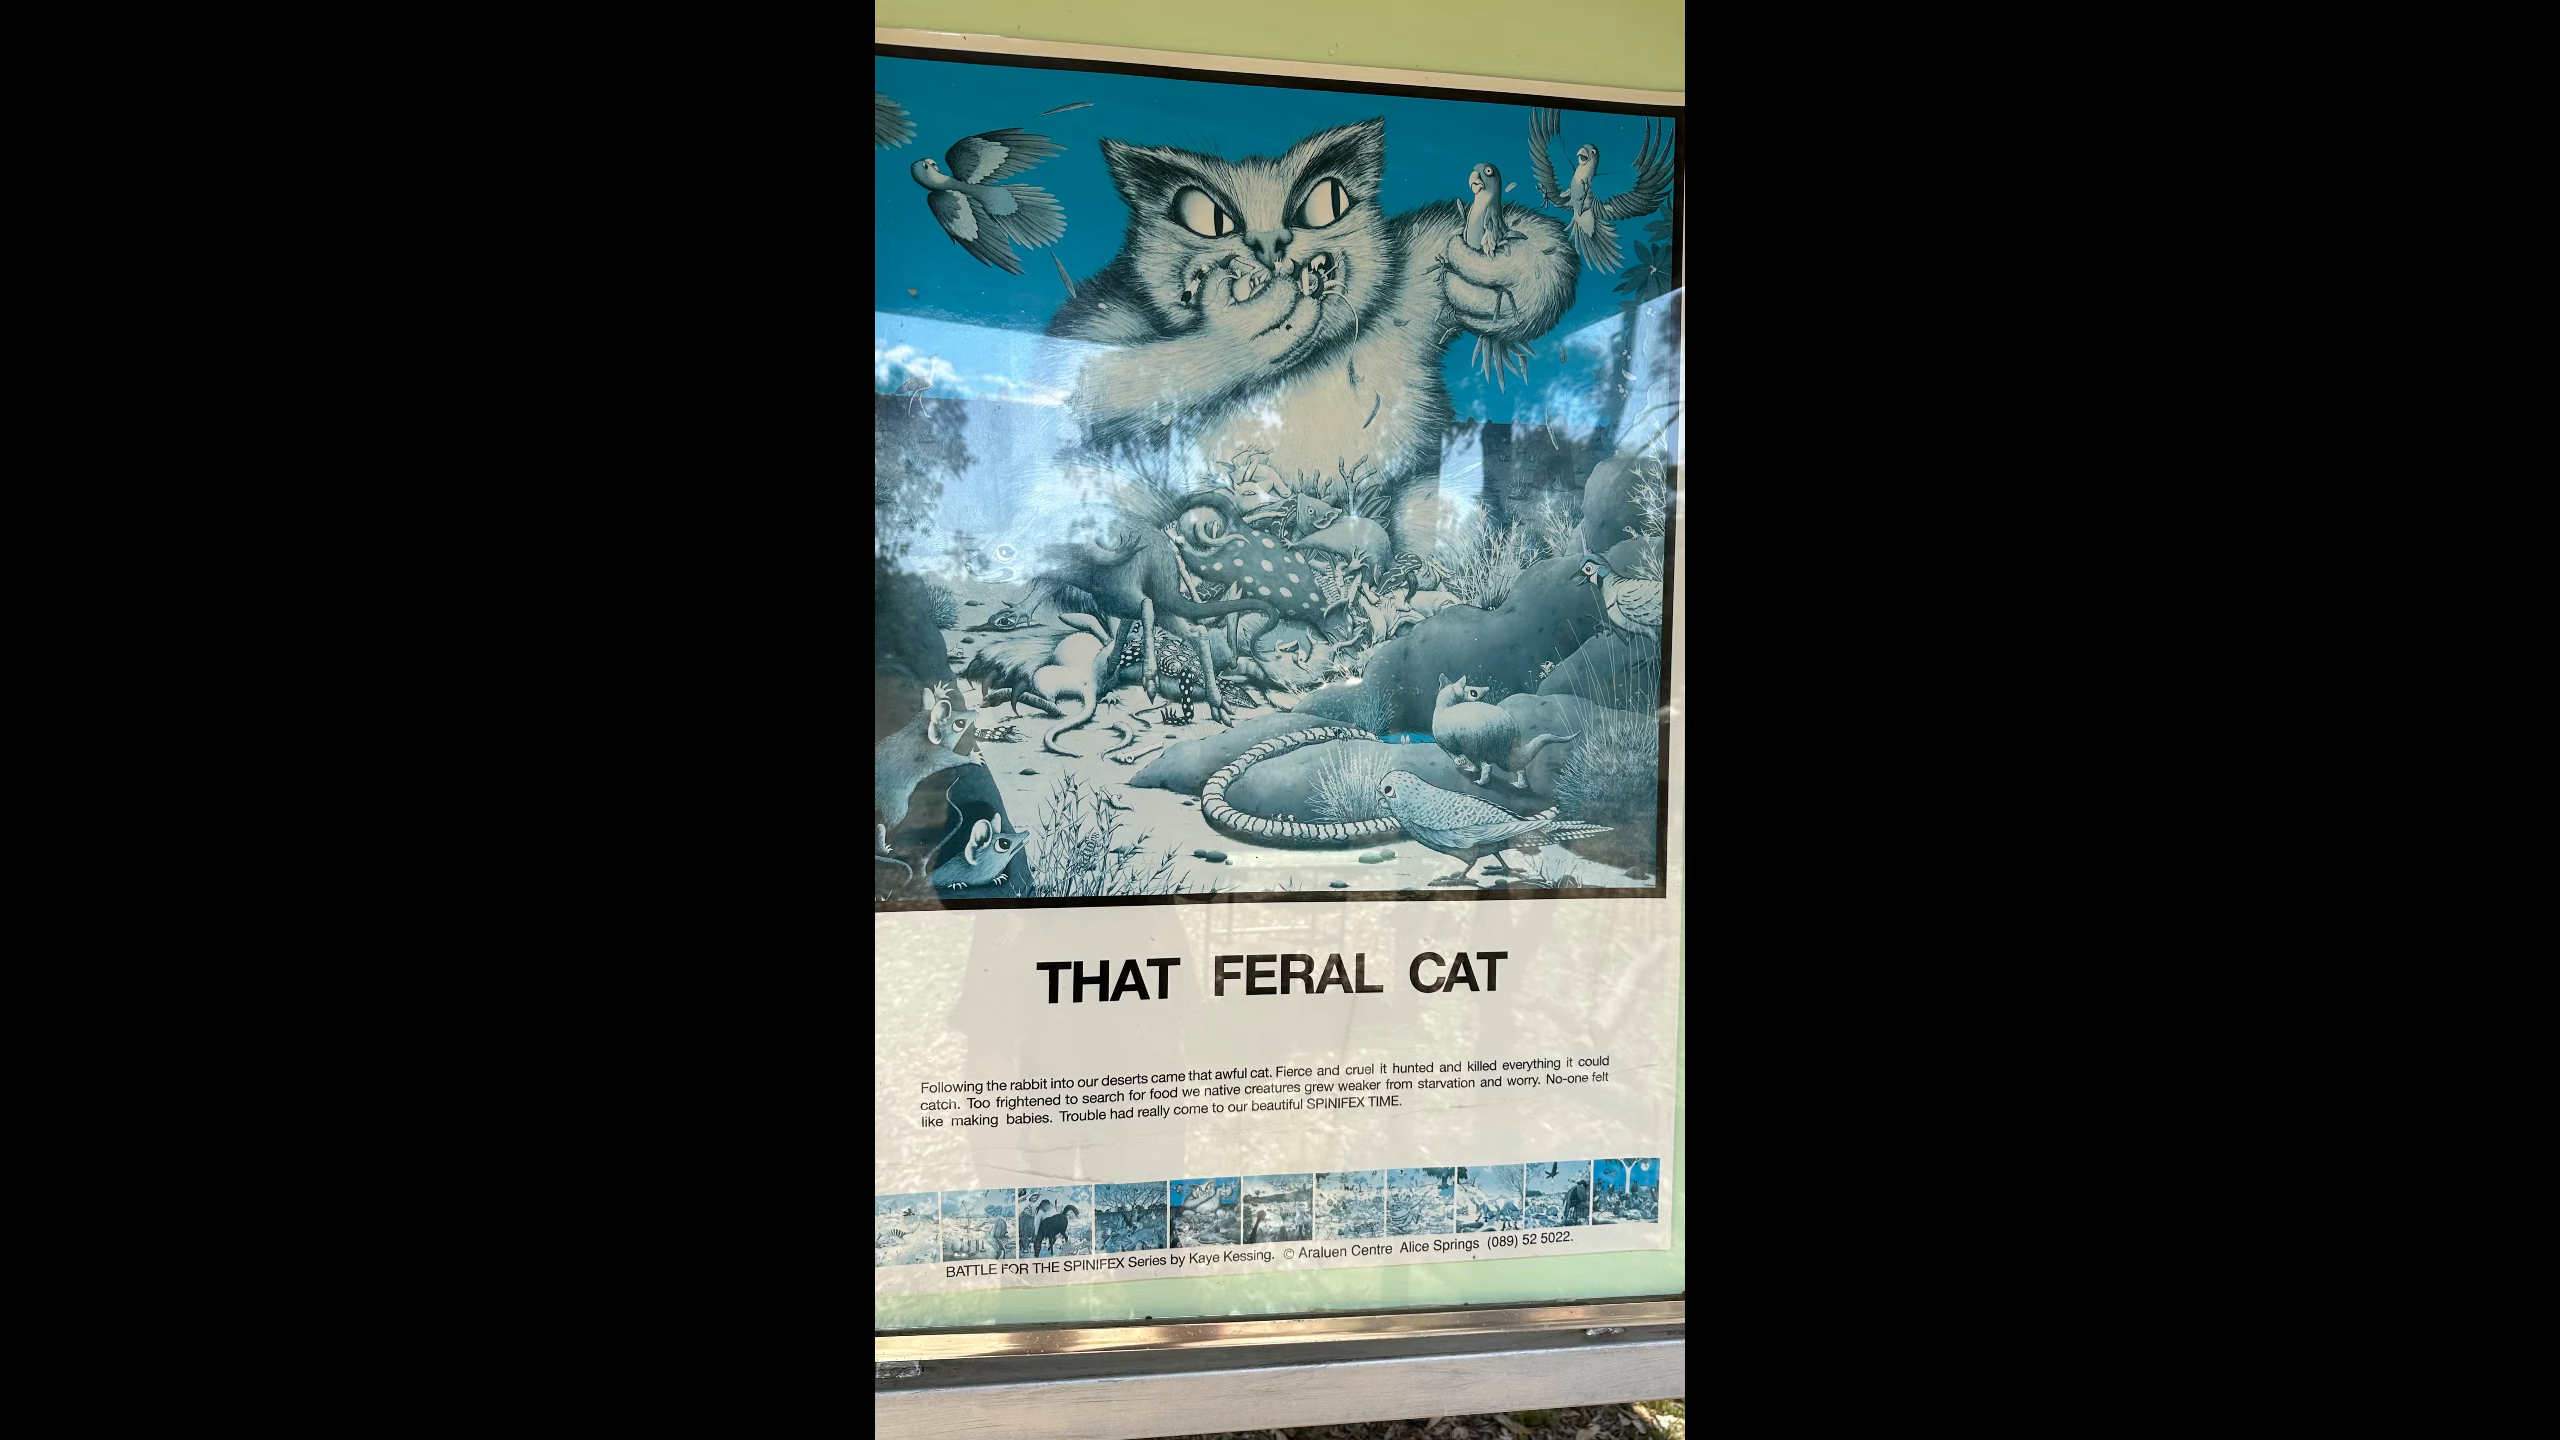 THAT FERAL CAT
Following the rabbit into our deserts came that awful cat. Fierce and cruel it hunted and killed everything it could
catch. Too frightened to search for food we native creatures grew weaker from starvation and worry. No-one felt
like making babies. Trouble had really come to our beautiful SPINIFEX TIME.
BATTLE FOR THE SPINIFEX Series by Kaye Kessing. © Araluen Centre Alice Springs (089) 52 5022.